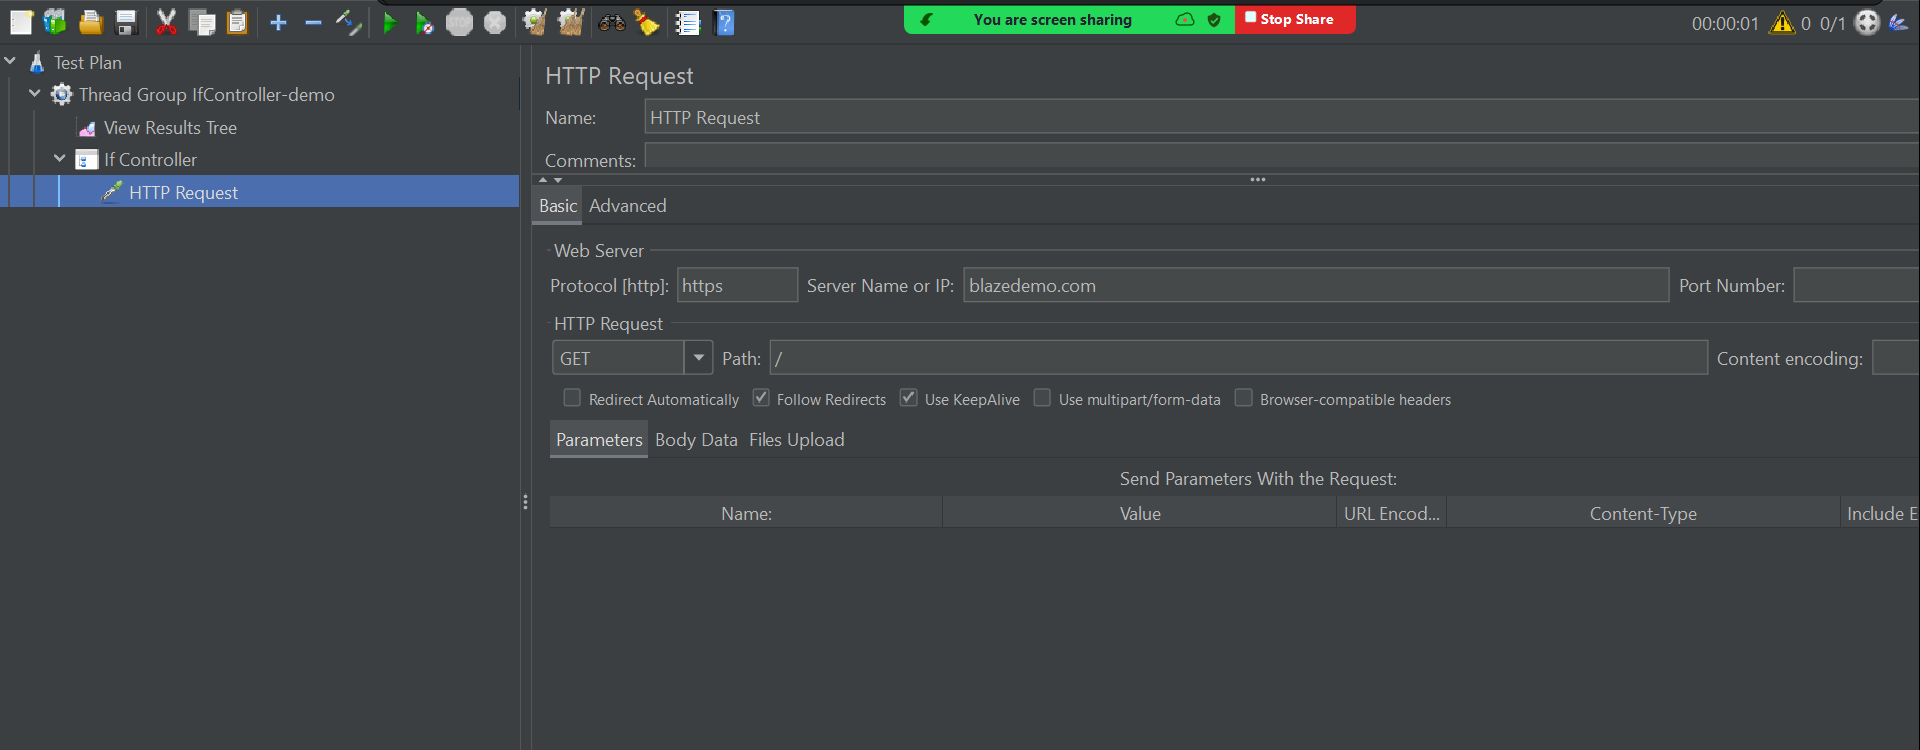 STOP
You are screen sharing
Stop Share
00:00:01
0 0/1
Test Plan
Thread Group IfController-demo
View Results Tree
If Controller
HTTP Request
HTTP Request
Name: HTTP Request
Comments:
Basic Advanced
Web Server
Protocol [http]: https Server Name or IP: blazedemo.com Port Number:
HTTP Request
GET Path: / Content encoding:
Redirect Automatically Follow Redirects Use KeepAlive Use multipart/form-data Browser-compatible headers
Parameters Body Data Files Upload
Send Parameters With the Request:
Name: Value URL Encod... Content-Type Include E